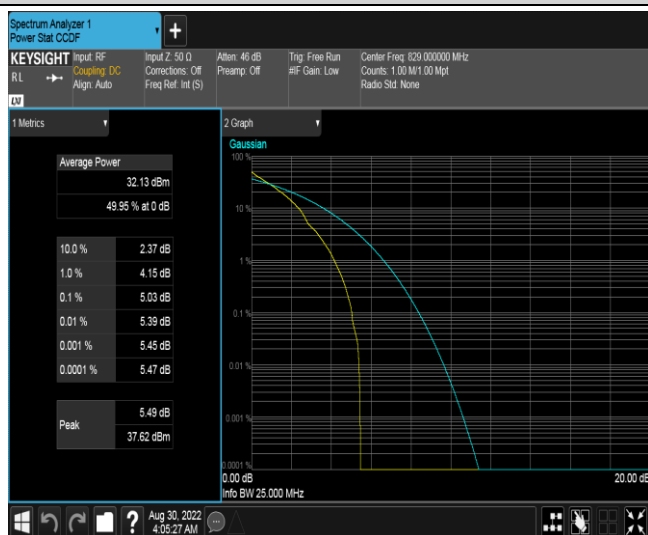 Spectrum Analyzer 1
Power Stat CCDF
+
KEYSIGHT
R L
LXI
Input: RF
Coupling: DC
Align: Auto
Input Z: 50 Ω
Corrections: Off
Freq Ref: Int (S)
Atten: 46 dB
Preamp: Off
Trig: Free Run
#IF Gain: Low
Center Freq: 829.000000 MHz
Counts: 1.00 M/1.00 Mpt
Radio Std: None
1 Metrics
Average Power
32.13 dBm
49.95 % at 0 dB
10.0 % 2.37 dB
1.0 % 4.15 dB
0.1 % 5.03 dB
0.01 % 5.39 dB
0.001 % 5.45 dB
0.0001 % 5.47 dB
Peak
5.49 dB
37.62 dBm
2 Graph
Gaussian
100 %
10 %
1 %
0.1 %
0.01 %
0.001 %
0.0001 %
0.00 dB 20.00 dB
Info BW 25.000 MHz
?
Aug 30, 2022
4:05:27 AM